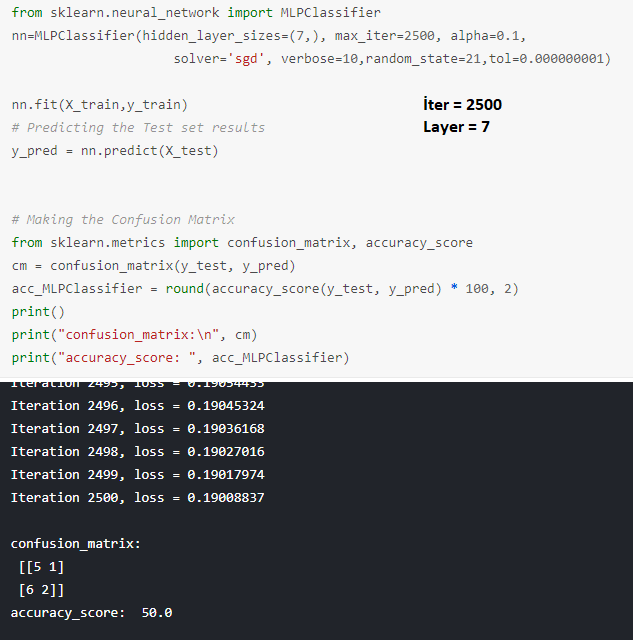 from sklearn.neural_network import MLPClassifier
nn=MLPClassifier(hidden_layer_sizes=(7,), max_iter=2500, alpha=0.1,
                     solver='sgd', verbose=10,random_state=21,tol=0.000000001)
nn.fit(X_train,y_train)
İter = 2500
# Predicting the Test set results
Layer = 7
y_pred = nn.predict(X_test)
# Making the Confusion Matrix
from sklearn.metrics import confusion_matrix, accuracy_score
cm = confusion_matrix(y_test, y_pred)
acc_MLPClassifier = round(accuracy_score(y_test, y_pred) * 100, 2)
print()
print("confusion_matrix:\n", cm)
print("accuracy_score: ", acc_MLPClassifier)
Iteration 2495, loss = 0.19054433
Iteration 2496, loss = 0.19045324
Iteration 2497, loss = 0.19036168
Iteration 2498, loss = 0.19027016
Iteration 2499, loss = 0.19017974
Iteration 2500, loss = 0.19008837
confusion_matrix:
 [[5 1]
 [6 2]]
accuracy_score:  50.0